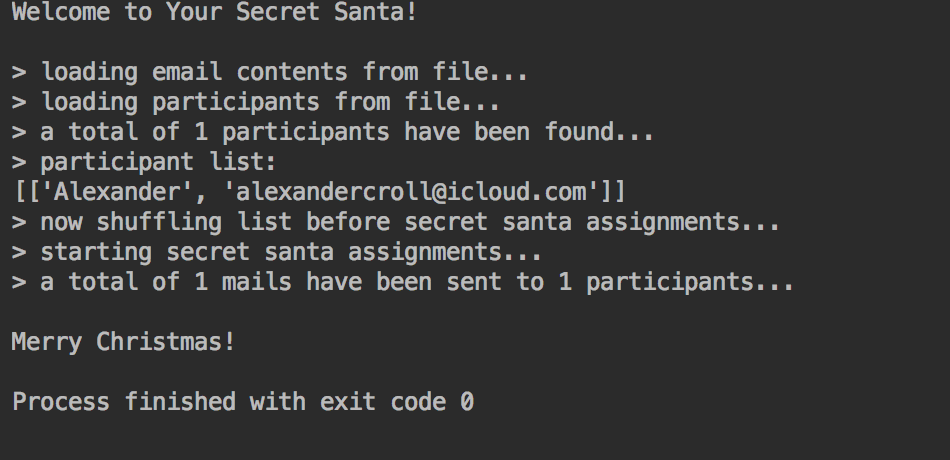 Welcome to Your Secret Santa!
> loading email contents from file...
> loading participants from file...
> a total of 1 participants have been found...
> participant list:
[['Alexander', 'alexandercroll@icloud.com']]
> now shuffling list before secret santa assignments...
> starting secret santa assignments...
> a total of 1 mails have been sent to 1 participants...
Merry Christmas!
Process finished with exit code 0